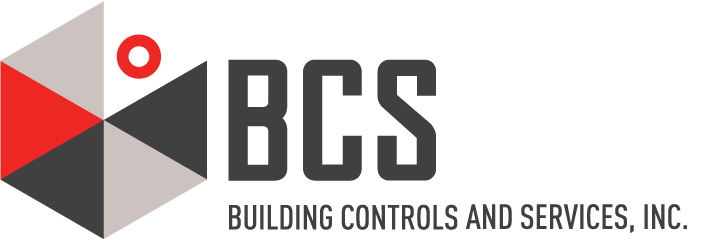 BCS
BUILDING CONTROLS AND SERVICES, INC.